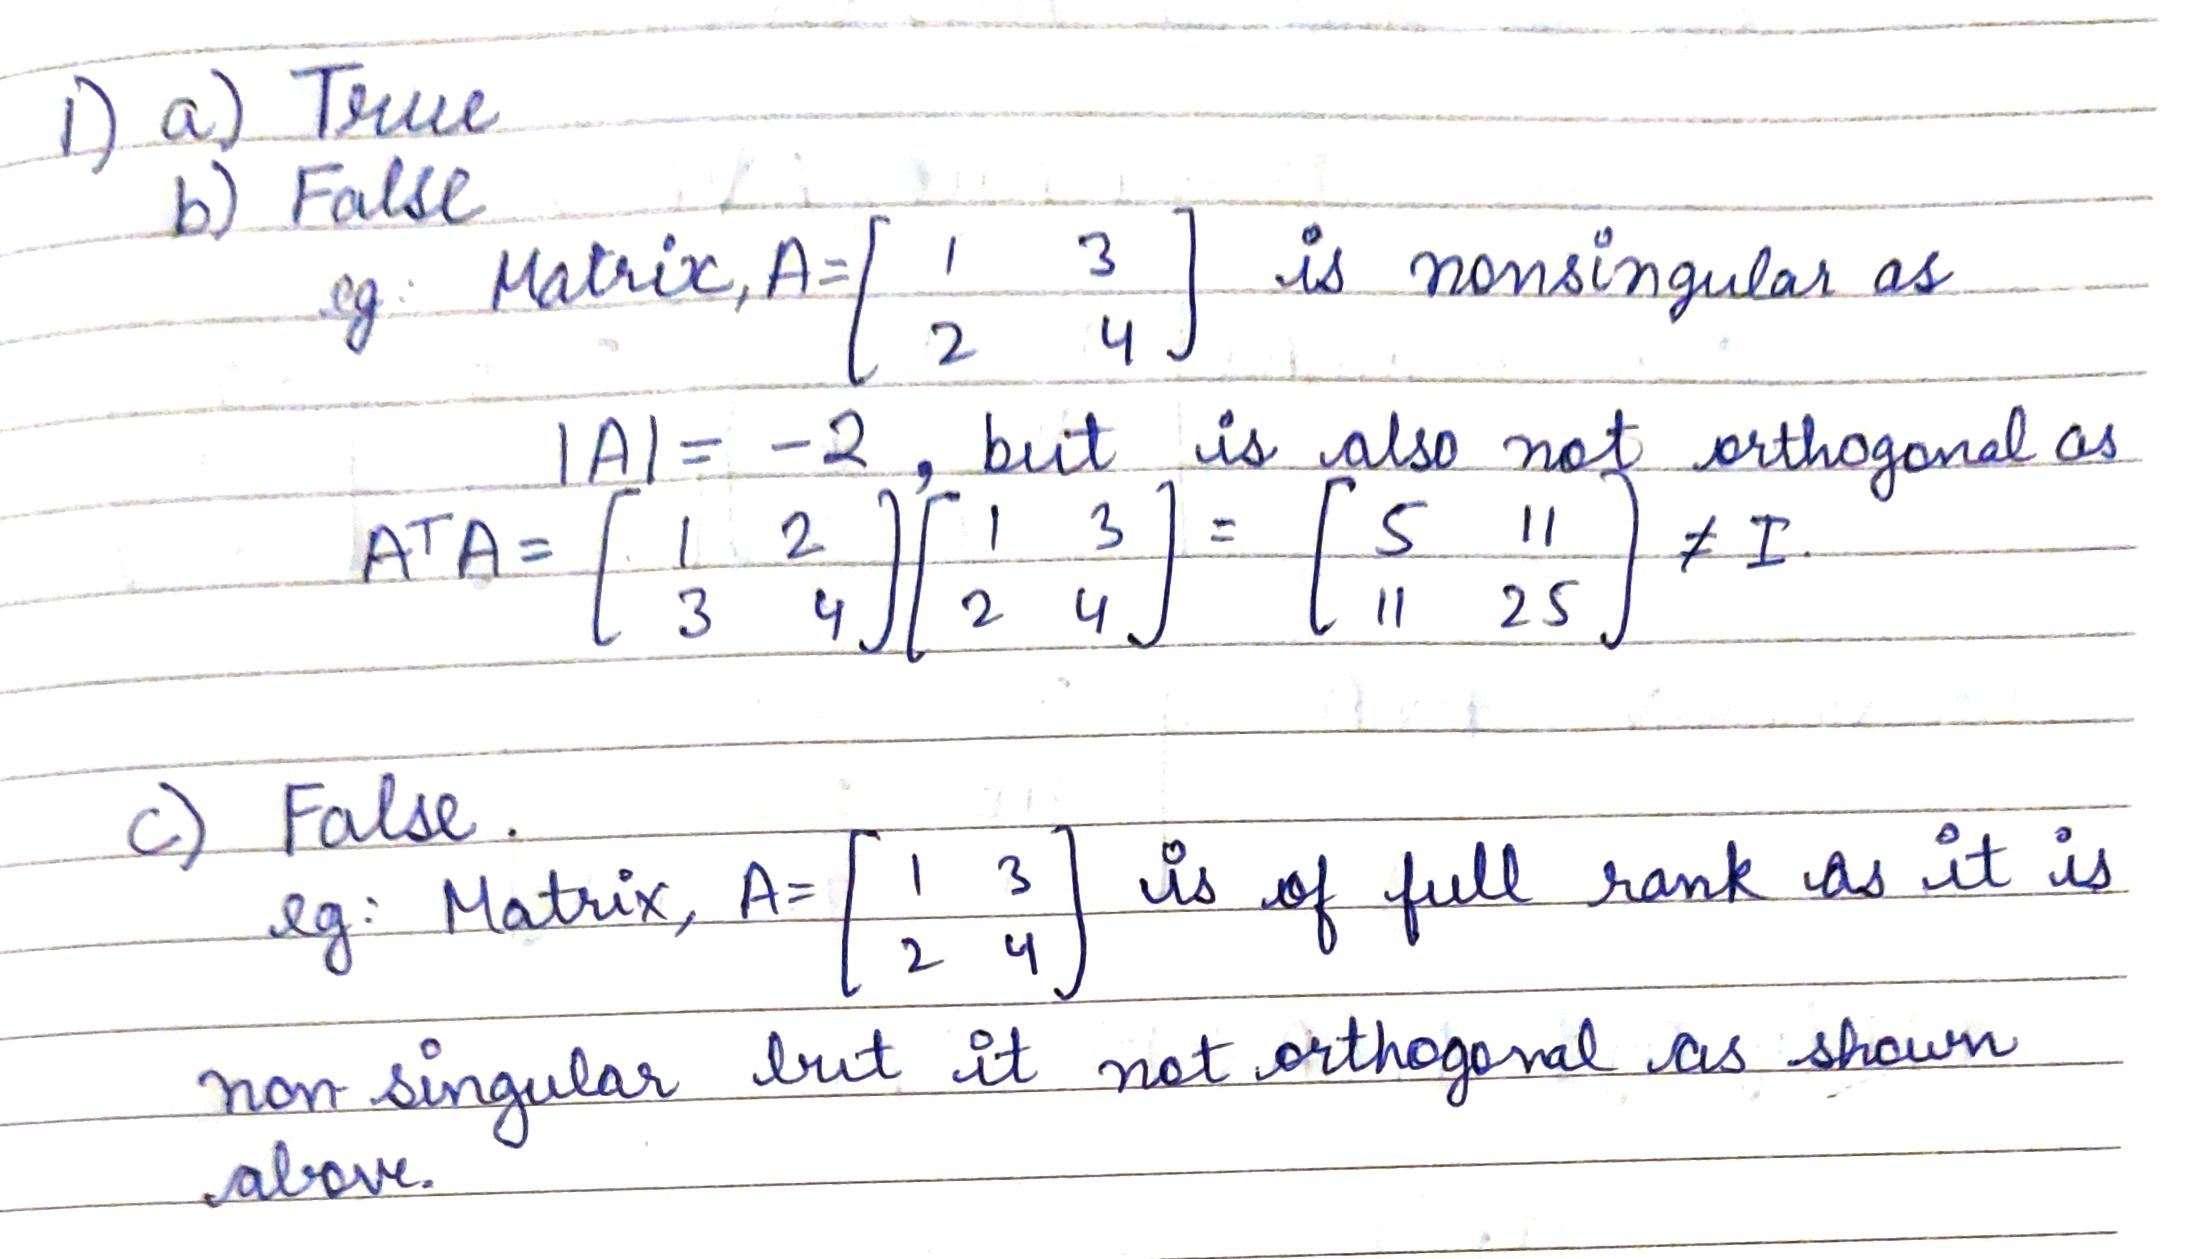 1) a) True
b) False
eg: Matrix, A = [ 1 3
2 4 ] is nonsingular as
|A| = -2, but is also not orthogonal as
AᵀA = [ 1 2
3 4 ] [ 1 3
2 4 ] = [ 5 11
11 25 ] ≠ I.
c) False.
eg: Matrix, A = [ 1 3
2 4 ] is of full rank as it is
non singular but it not orthogonal as shown
above.